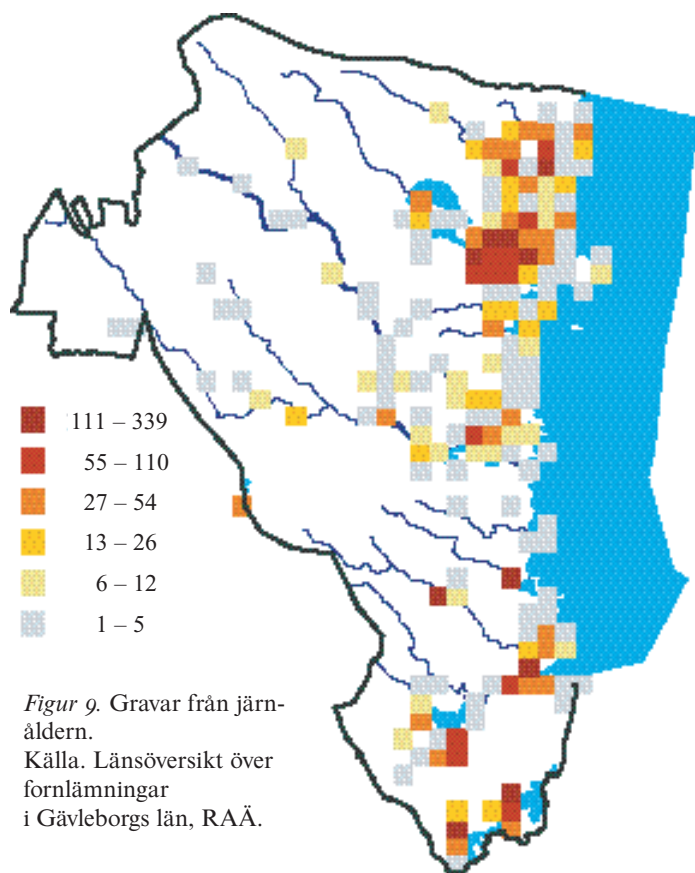 111 – 339
55 – 110
27 – 54
13 – 26
6 – 12
1 – 5
Figur 9. Gravar från järn-
åldern.
Källa. Länsöversikt över
fornlämningar
i Gävleborgs län, RAÄ.